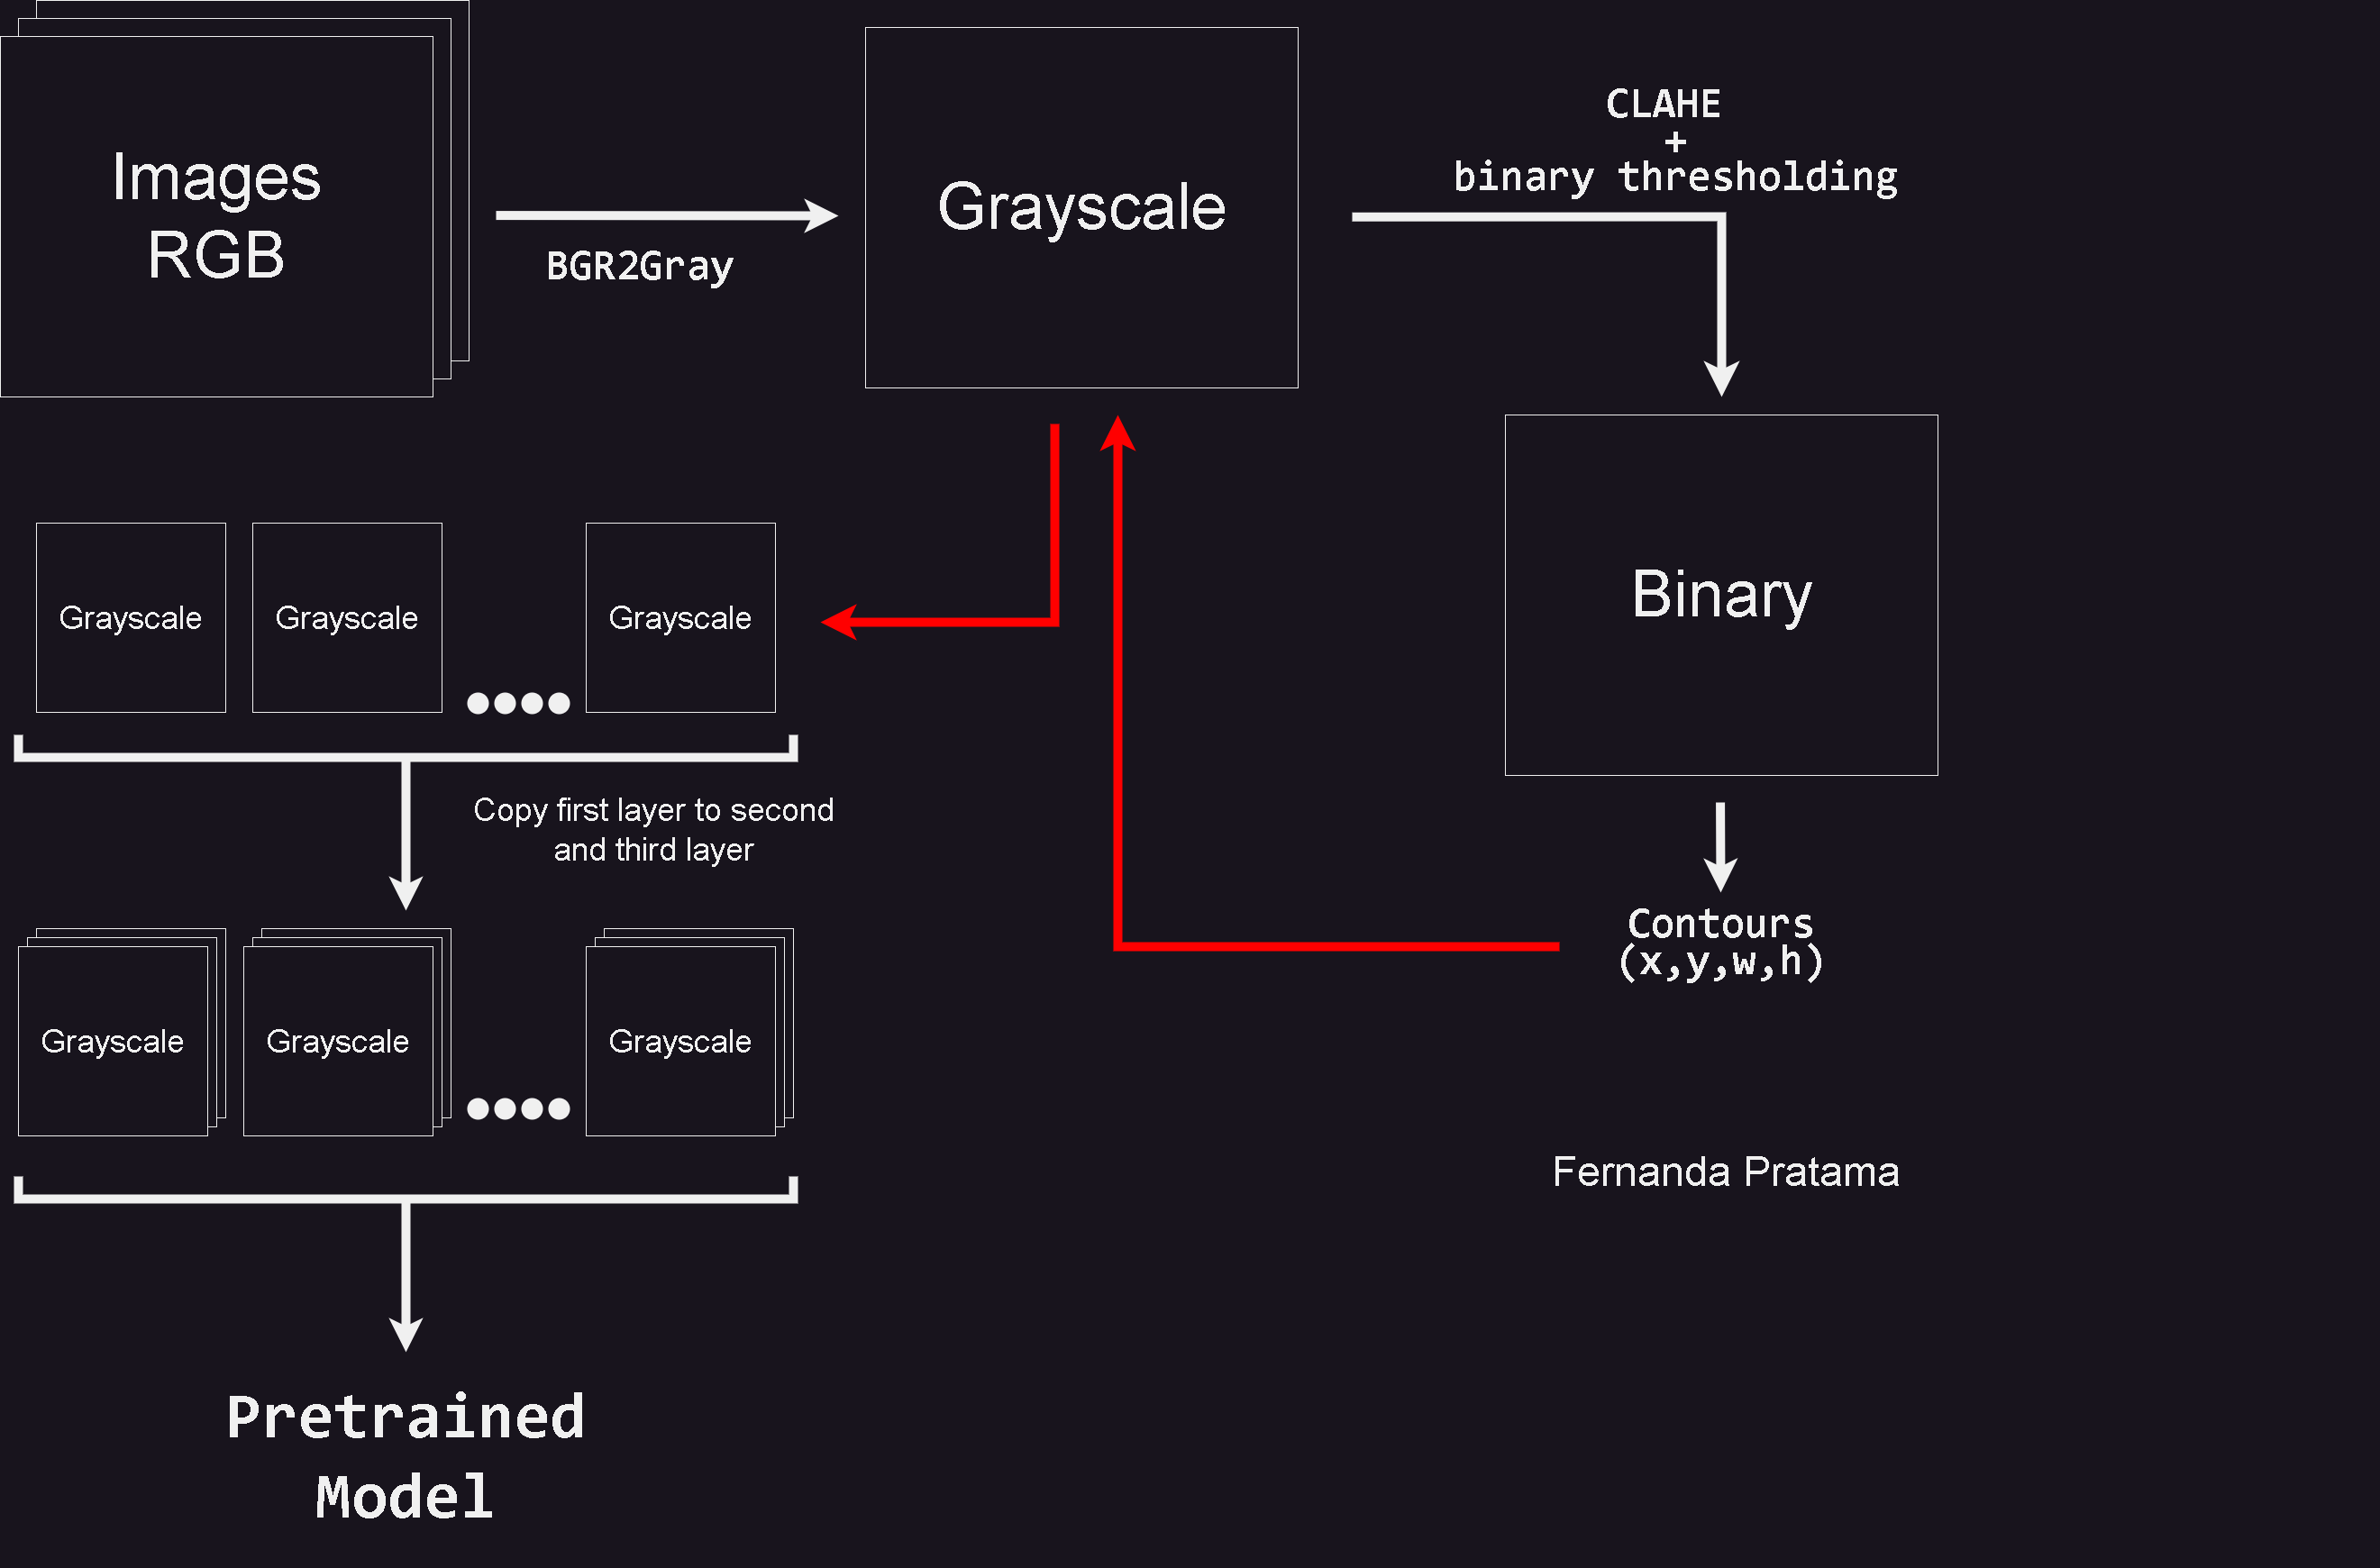 Images
RGB
BGR2Gray
Grayscale
CLAHE
+
binary thresholding
Binary
Contours
(x,y,w,h)
Grayscale
Grayscale
Grayscale
Copy first layer to second
and third layer
Grayscale
Grayscale
Grayscale
Fernanda Pratama
Pretrained
Model